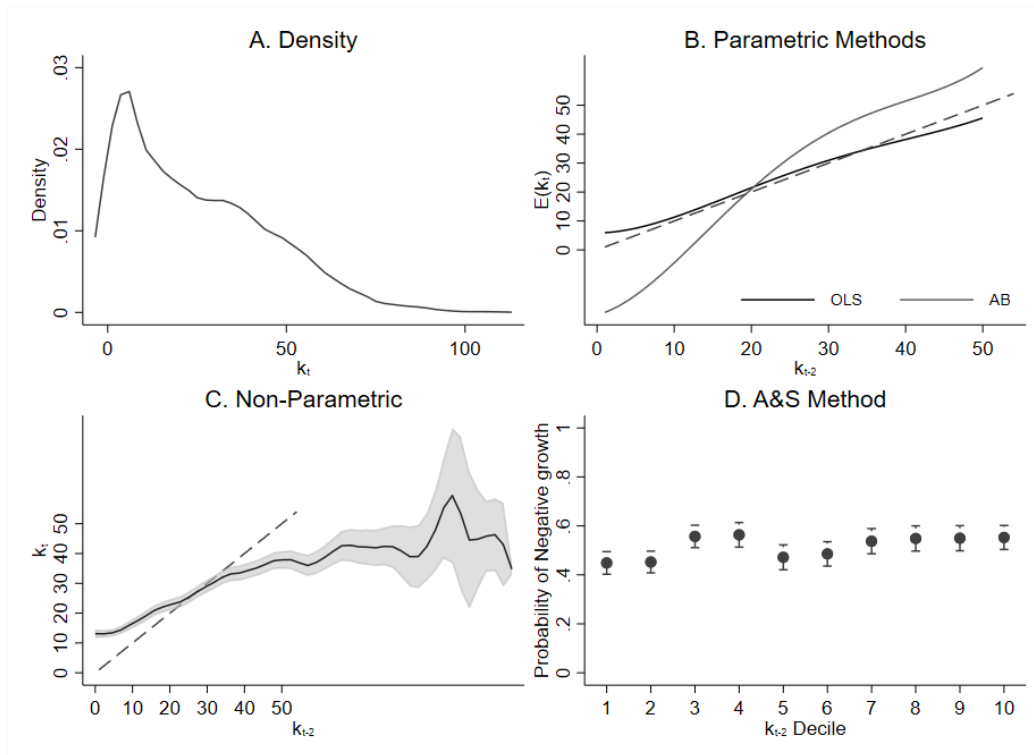 A. Density
Density
.03
.02
.01
0
0 50 100
kt
B. Parametric Methods
E(kt)
50
40
30
20
10
0
OLS AB
0 10 20 30 40 50
kt-2
C. Non-Parametric
kt
50
40
30
20
10
0
0 10 20 30 40 50
kt-2
D. A&S Method
Probability of Negative growth
1
.8
.6
.4
.2
0
1 2 3 4 5 6 7 8 9 10
kt-2 Decile